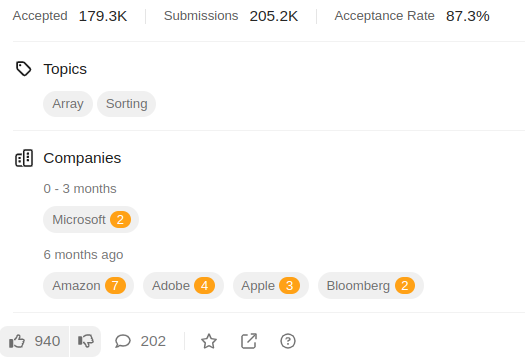 Accepted 179.3K Submissions 205.2K Acceptance Rate 87.3%
Topics
Array Sorting
Companies
0 - 3 months
Microsoft 2
6 months ago
Amazon 7 Adobe 4 Apple 3 Bloomberg 2
940 202